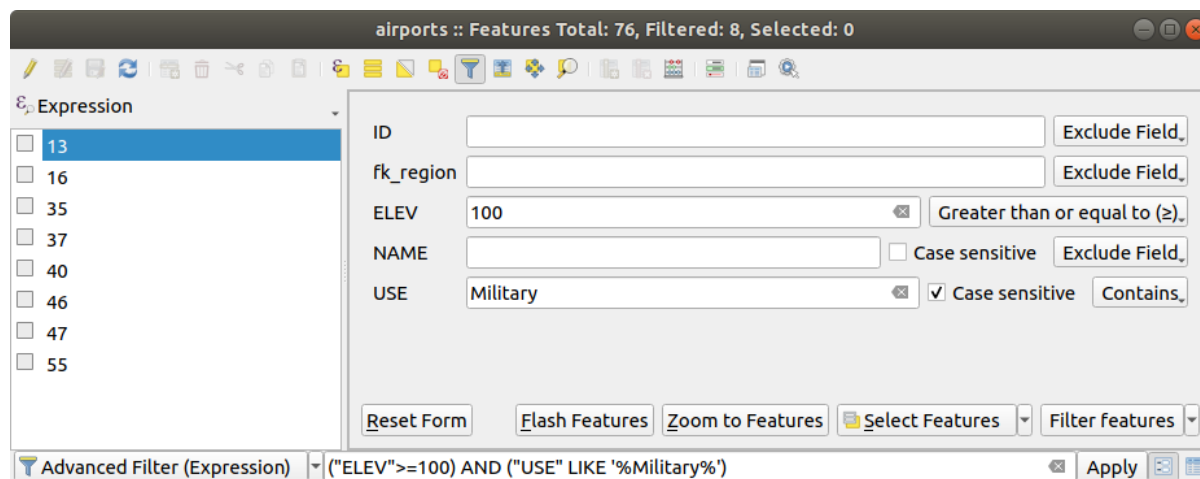 airports :: Features Total: 76, Filtered: 8, Selected: 0
Expression
13
16
35
37
40
46
47
55
ID Exclude Field
fk_region Exclude Field
ELEV 100 Greater than or equal to (≥)
NAME Case sensitive Exclude Field
USE Military Case sensitive Contains
Reset Form Flash Features Zoom to Features Select Features Filter features
Advanced Filter (Expression) ("ELEV">=100) AND ("USE" LIKE '%Military%') Apply